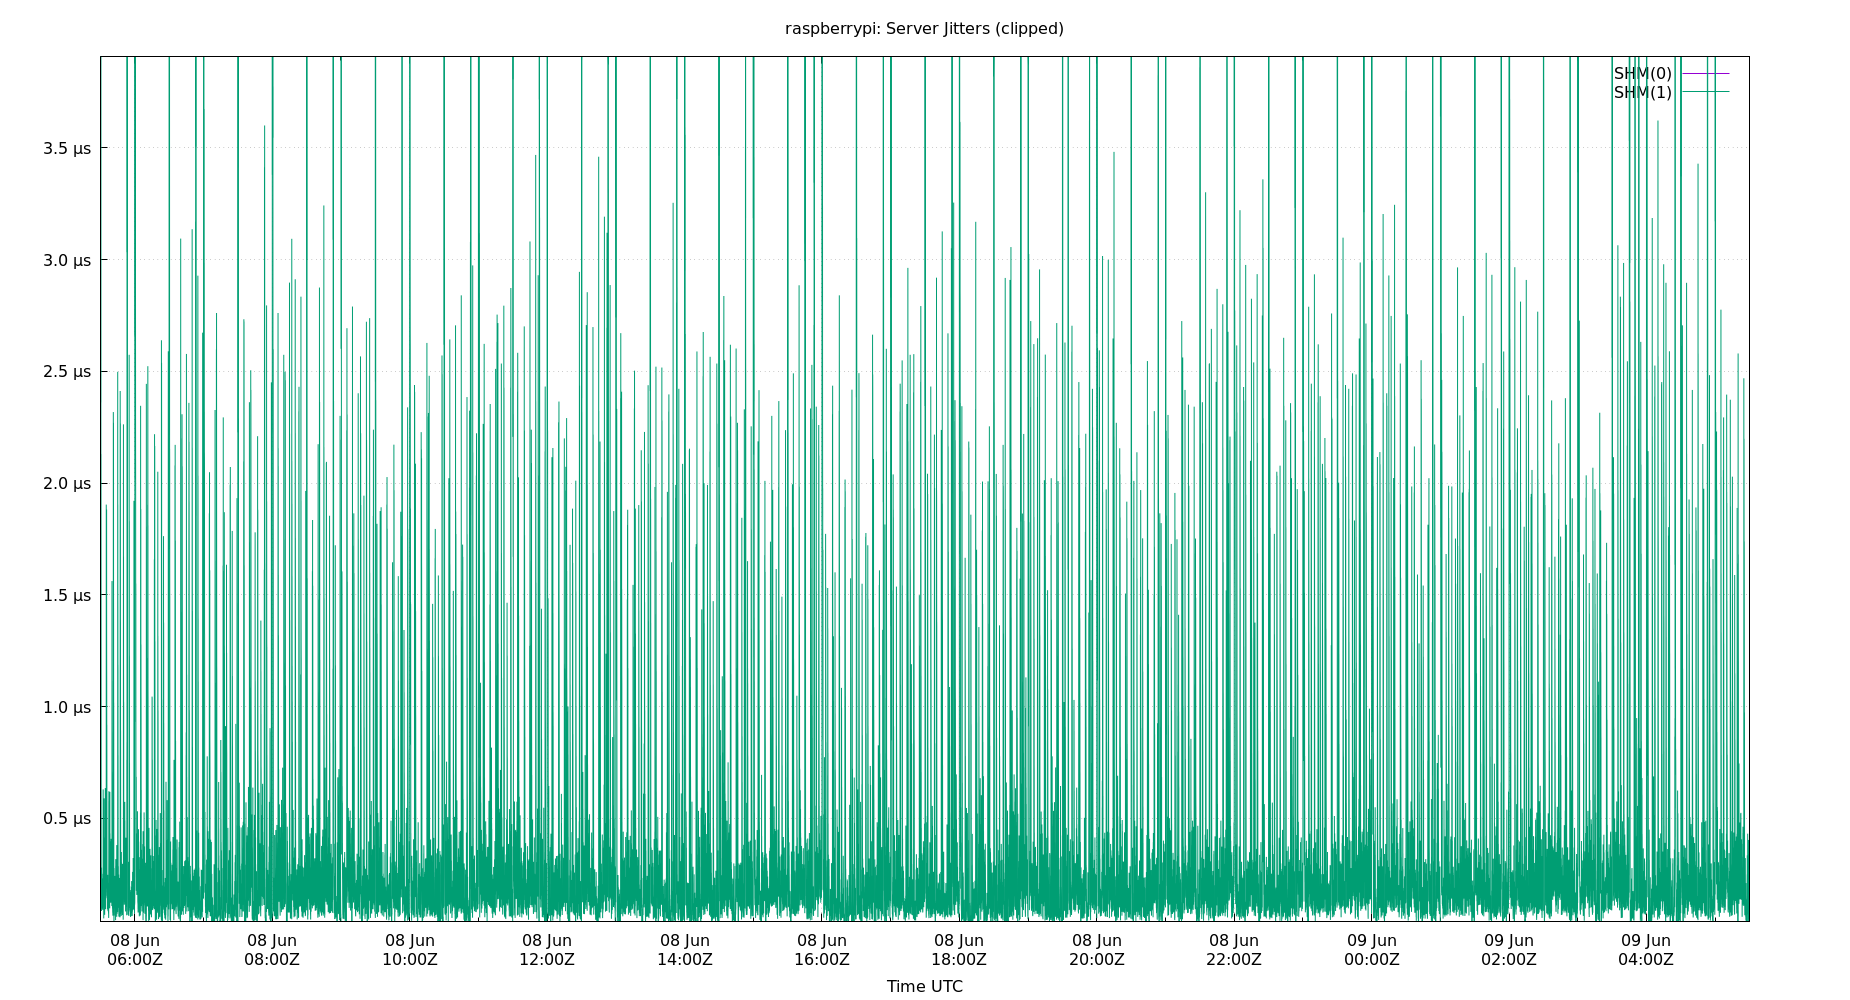 raspberrypi: Server Jitters (clipped)
SHM(0)
SHM(1)
3.5 µs
3.0 µs
2.5 µs
2.0 µs
1.5 µs
1.0 µs
0.5 µs
08 Jun 08 Jun 08 Jun 08 Jun 08 Jun 08 Jun 08 Jun 08 Jun 08 Jun 09 Jun 09 Jun 09 Jun
06:00Z 08:00Z 10:00Z 12:00Z 14:00Z 16:00Z 18:00Z 20:00Z 22:00Z 00:00Z 02:00Z 04:00Z
Time UTC